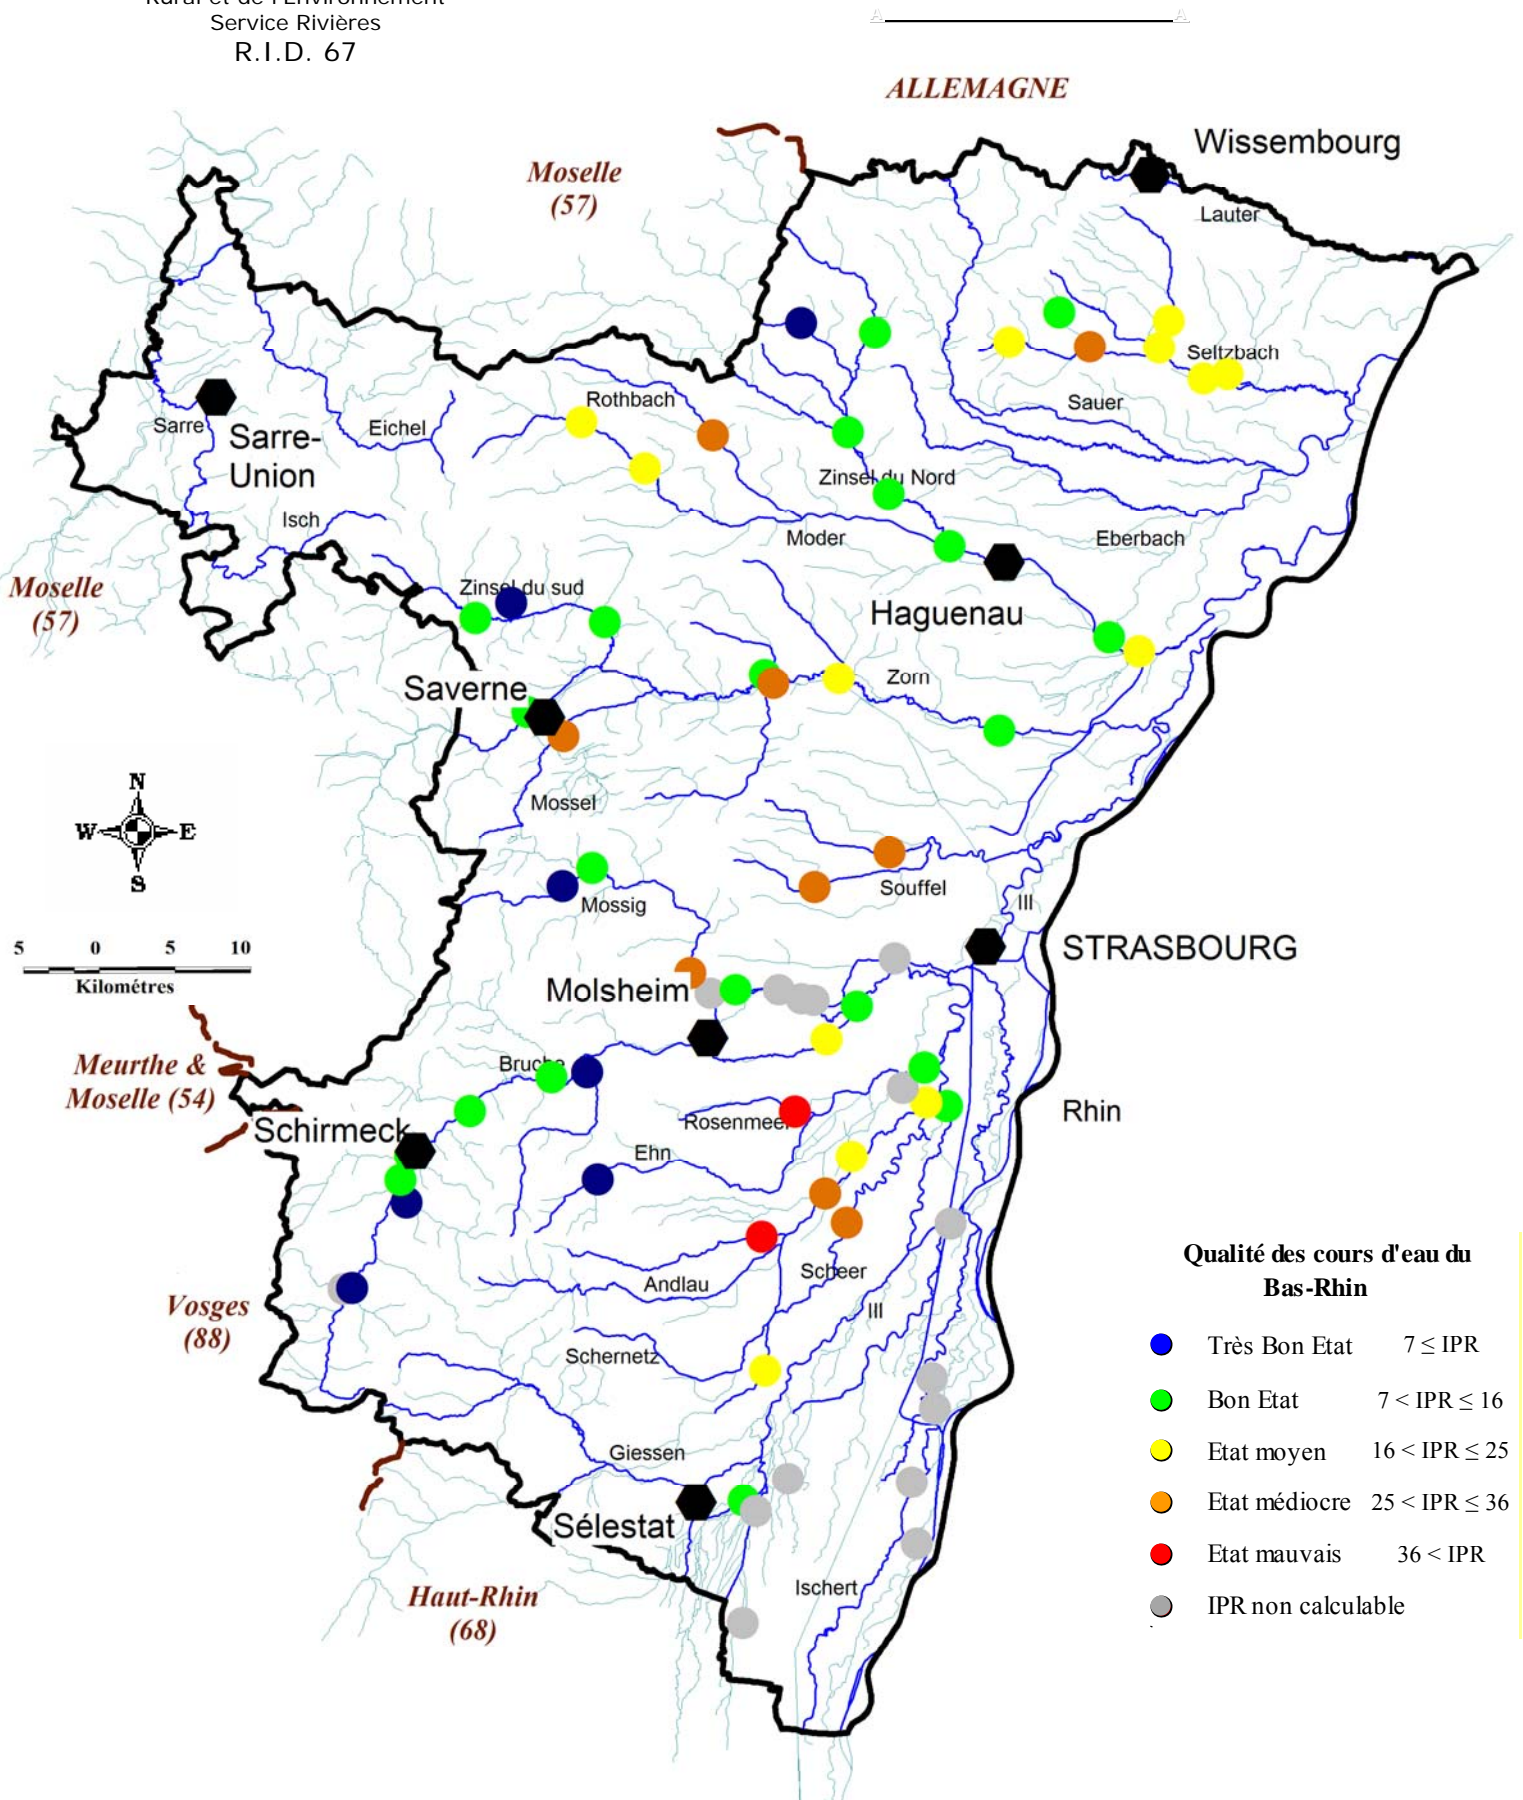 Rural et de l'Environnement
Service Rivières
R.I.D. 67
A A
ALLEMAGNE
Wissembourg
Moselle
(57)
Lauter
Seltzbach
Rothbach
Sauer
Sarre
Eichel
Sarre-
Union
Zinsel du Nord
Isch
Moder
Eberbach
Moselle
(57)
Zinsel du sud
Haguenau
Saverne
Zorn
N
W E
S
Mossel
Souffel
Mossig
Ill
STRASBOURG
5 0 5 10
Kilométres
Molsheim
Meurthe &
Moselle (54)
Bruche
Rhin
Schirmeck
Rosenmeer
Ehn
Scheer
Andlau
Vosges
(88)
Ill
Schernetz
Giessen
Sélestat
Ischert
Haut-Rhin
(68)
Qualité des cours d'eau du
Bas-Rhin
Très Bon Etat 7 ≤ IPR
Bon Etat 7 < IPR ≤ 16
Etat moyen 16 < IPR ≤ 25
Etat médiocre 25 < IPR ≤ 36
Etat mauvais 36 < IPR
IPR non calculable